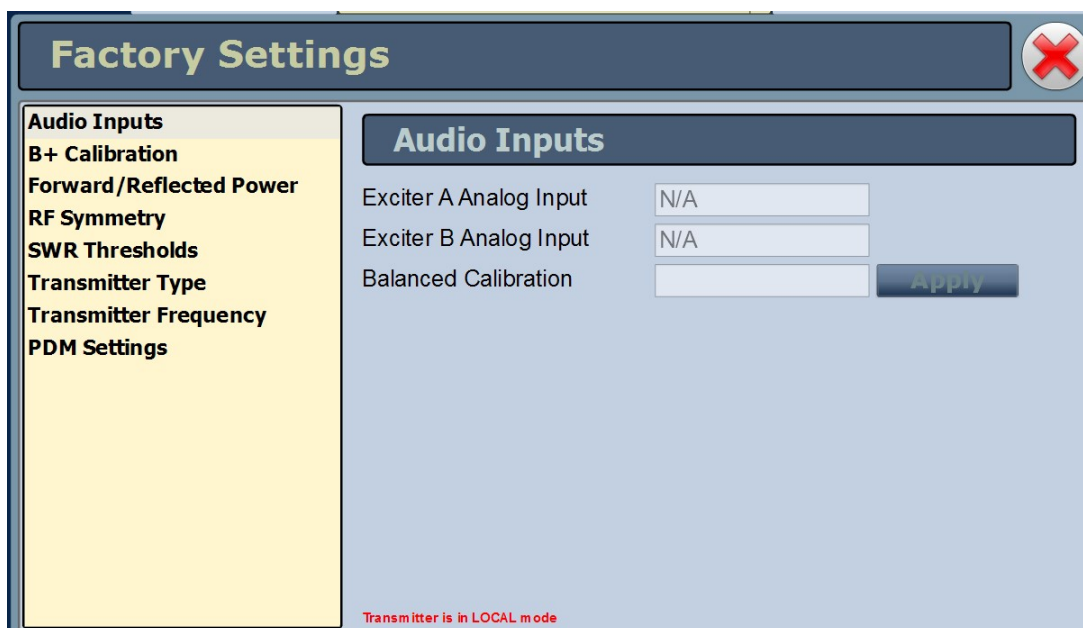 Factory Settings
Audio Inputs
B+ Calibration
Forward/Reflected Power
RF Symmetry
SWR Thresholds
Transmitter Type
Transmitter Frequency
PDM Settings
Audio Inputs
Exciter A Analog Input N/A
Exciter B Analog Input N/A
Balanced Calibration Apply
Transmitter is in LOCAL mode